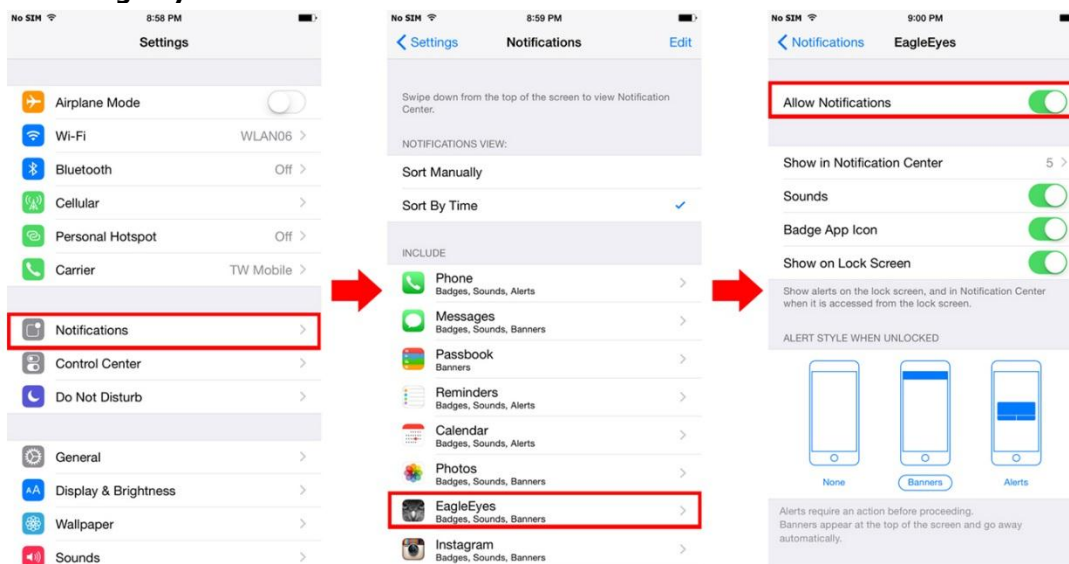 No SIM 8:58 PM
Settings
Airplane Mode
Wi-Fi WLAN06
Bluetooth Off
Cellular
Personal Hotspot Off
Carrier TW Mobile
Notifications
Control Center
Do Not Disturb
General
Display & Brightness
Wallpaper
Sounds
No SIM 8:59 PM
Settings Notifications Edit
Swipe down from the top of the screen to view Notification
Center.
NOTIFICATIONS VIEW:
Sort Manually
Sort By Time
INCLUDE
Phone
Badges, Sounds, Alerts
Messages
Badges, Sounds, Banners
Passbook
Banners
Reminders
Badges, Sounds, Alerts
Calendar
Badges, Sounds, Alerts
Photos
Badges, Sounds, Banners
EagleEyes
Badges, Sounds, Banners
Instagram
Badges, Sounds, Banners
No SIM 9:00 PM
Notifications EagleEyes
Allow Notifications
Show in Notification Center 5
Sounds
Badge App Icon
Show on Lock Screen
Show alerts on the lock screen, and in Notification Center
when it is accessed from the lock screen.
ALERT STYLE WHEN UNLOCKED
None Banners Alerts
Alerts require an action before proceeding.
Banners appear at the top of the screen and go away
automatically.